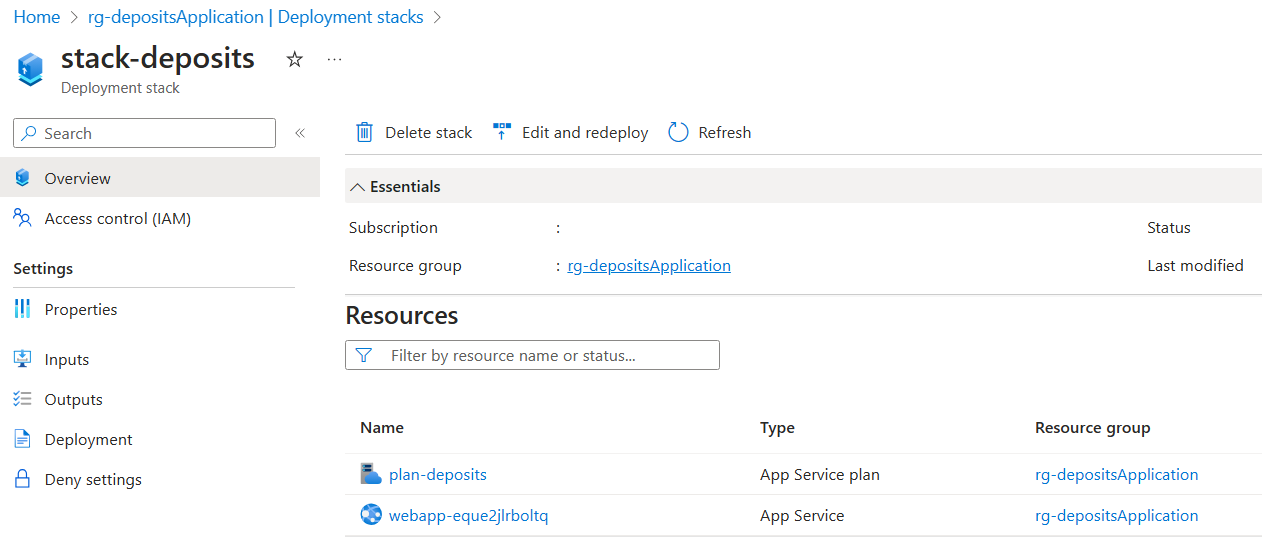 Home > rg-depositsApplication | Deployment stacks >
stack-deposits
Deployment stack
Search
Overview
Access control (IAM)
Settings
Properties
Inputs
Outputs
Deployment
Deny settings
Delete stack Edit and redeploy Refresh
Essentials
Subscription : Status
Resource group : rg-depositsApplication Last modified
Resources
Filter by resource name or status...
Name Type Resource group
plan-deposits App Service plan rg-depositsApplication
webapp-eque2jlrboltq App Service rg-depositsApplication